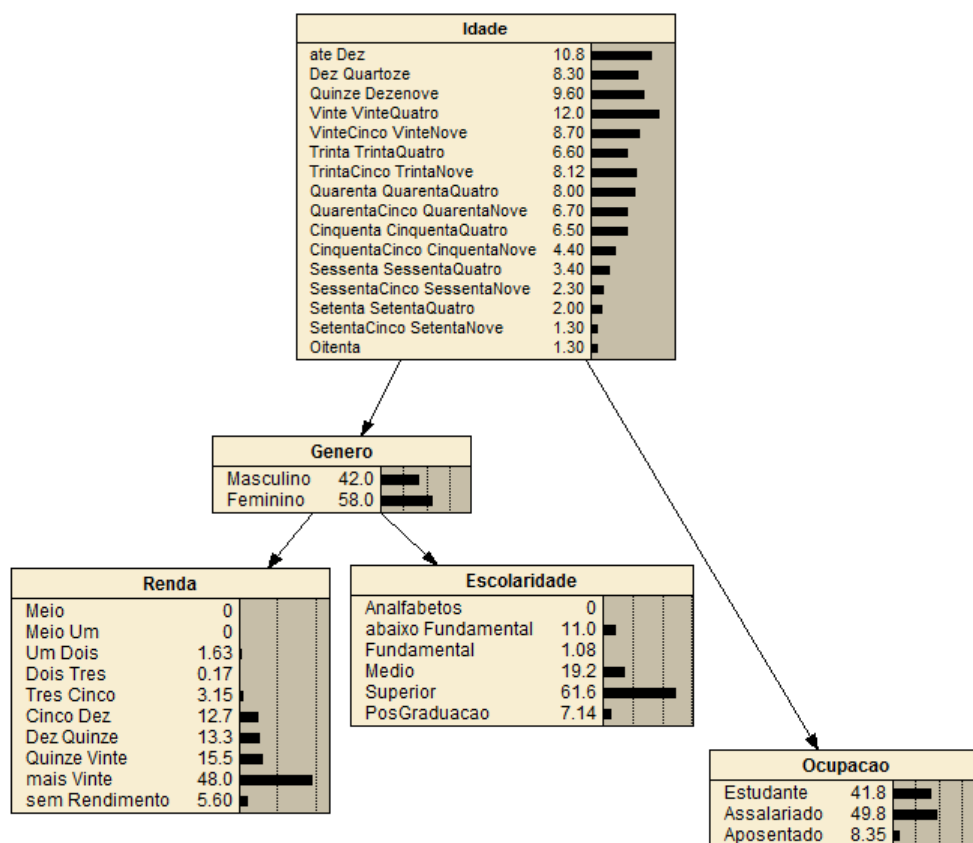 Idade
ate Dez 10.8
Dez Quartoze 8.30
Quinze Dezenove 9.60
Vinte VinteQuatro 12.0
VinteCinco VinteNove 8.70
Trinta TrintaQuatro 6.60
TrintaCinco TrintaNove 8.12
Quarenta QuarentaQuatro 8.00
QuarentaCinco QuarentaNove 6.70
Cinquenta CinquentaQuatro 6.50
CinquentaCinco CinquentaNove 4.40
Sessenta SessentaQuatro 3.40
SessentaCinco SessentaNove 2.30
Setenta SetentaQuatro 2.00
SetentaCinco SetentaNove 1.30
Oitenta 1.30
Genero
Masculino 42.0
Feminino 58.0
Renda
Meio 0
Meio Um 0
Um Dois 1.63
Dois Tres 0.17
Tres Cinco 3.15
Cinco Dez 12.7
Dez Quinze 13.3
Quinze Vinte 15.5
mais Vinte 48.0
sem Rendimento 5.60
Escolaridade
Analfabetos 0
abaixo Fundamental 11.0
Fundamental 1.08
Medio 19.2
Superior 61.6
PosGraduacao 7.14
Ocupacao
Estudante 41.8
Assalariado 49.8
Aposentado 8.35